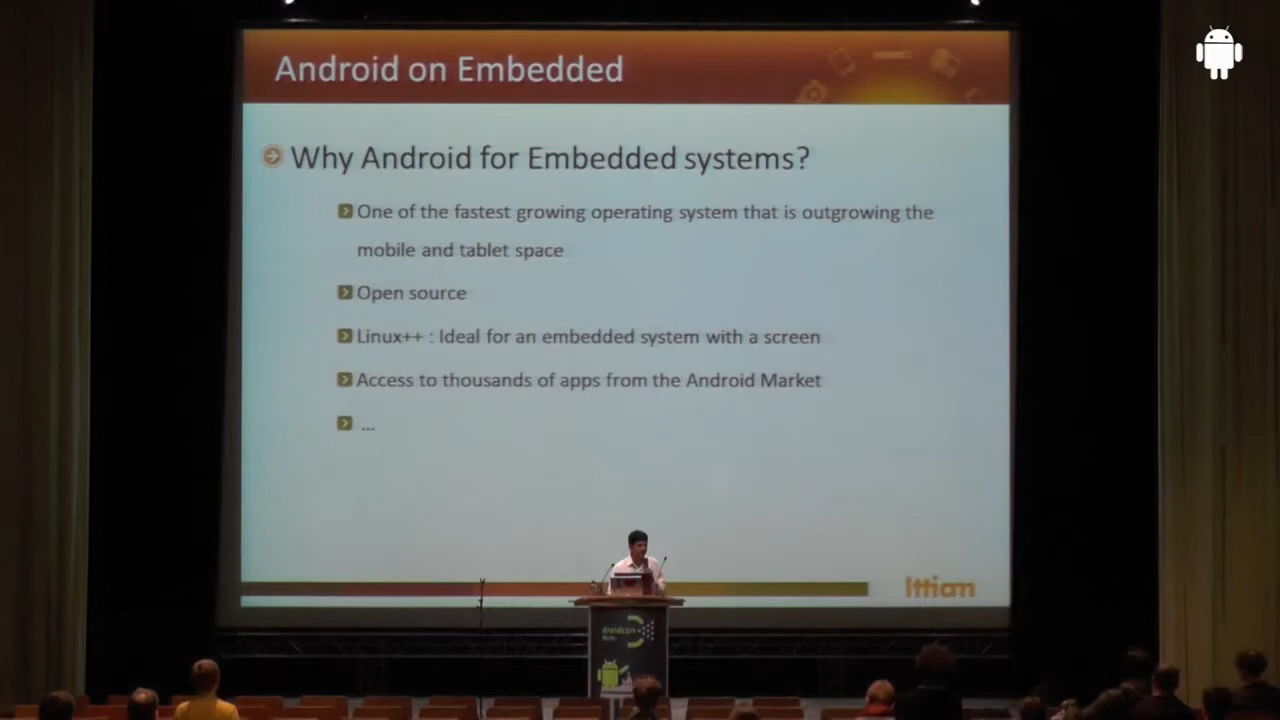 Android on Embedded
Why Android for Embedded systems?
One of the fastest growing operating system that is outgrowing the
mobile and tablet space
Open source
Linux++ : Ideal for an embedded system with a screen
Access to thousands of apps from the Android Market
...
Ittiam
droidcon